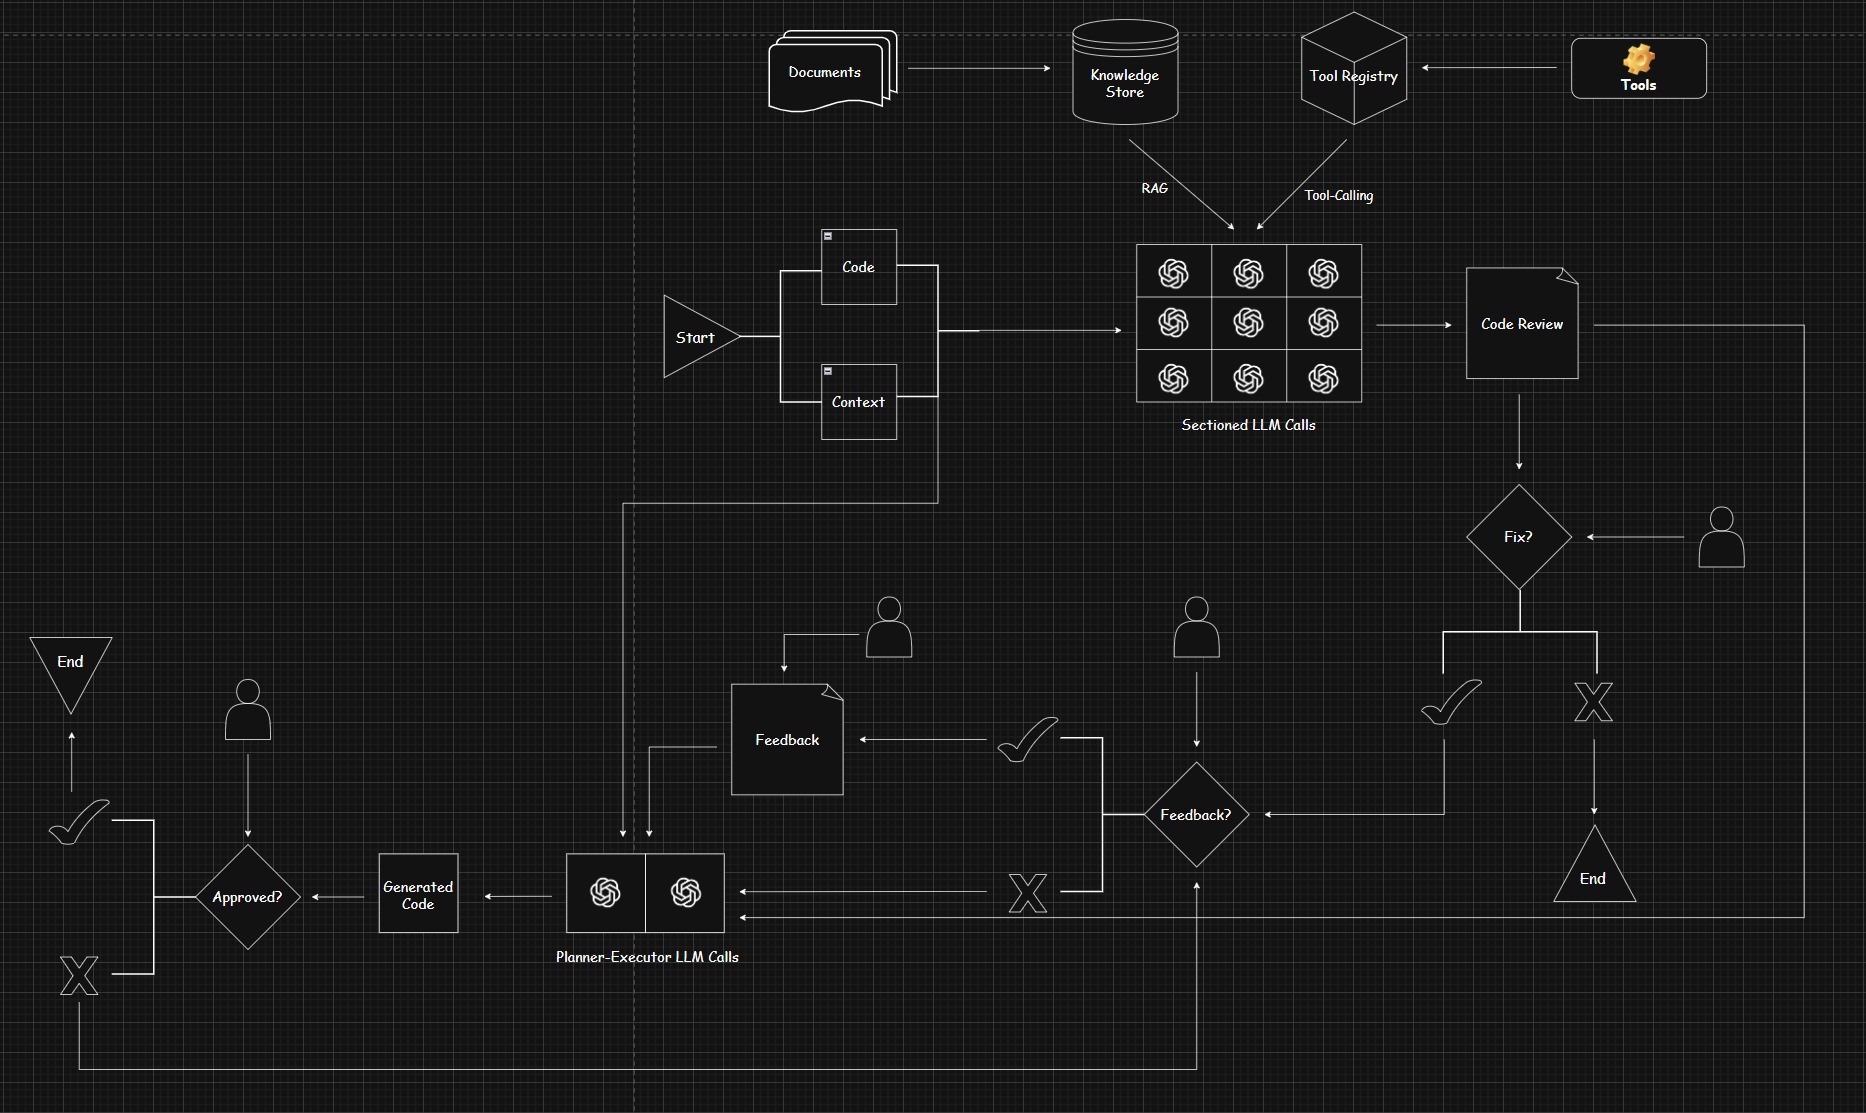 Documents
Knowledge
Store
Tool Registry
Tools
RAG
Tool-Calling
Code
Start
Context
Code Review
Sectioned LLM Calls
Fix?
End
Feedback
Feedback?
Approved?
Generated
Code
End
Planner-Executor LLM Calls